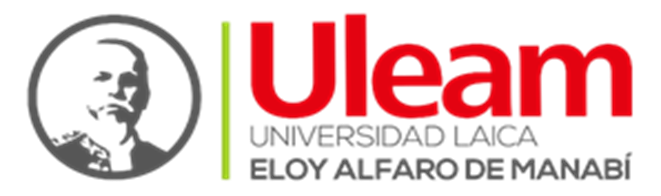 Uleam
UNIVERSIDAD LAICA
ELOY ALFARO DE MANABÍ